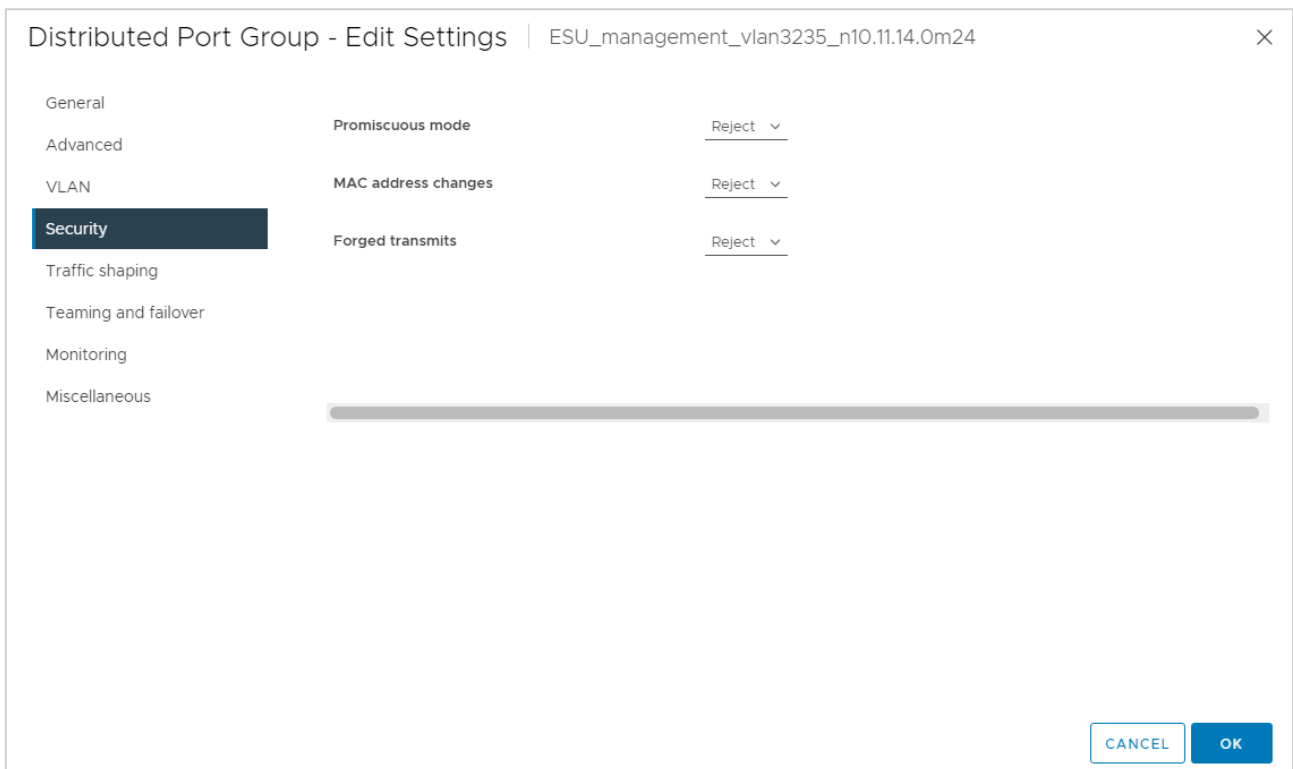 Distributed Port Group - Edit Settings ESU_management_vlan3235_n10.11.14.0m24
General
Advanced
VLAN
Security
Traffic shaping
Teaming and failover
Monitoring
Miscellaneous
Promiscuous mode Reject
MAC address changes Reject
Forged transmits Reject
CANCEL OK